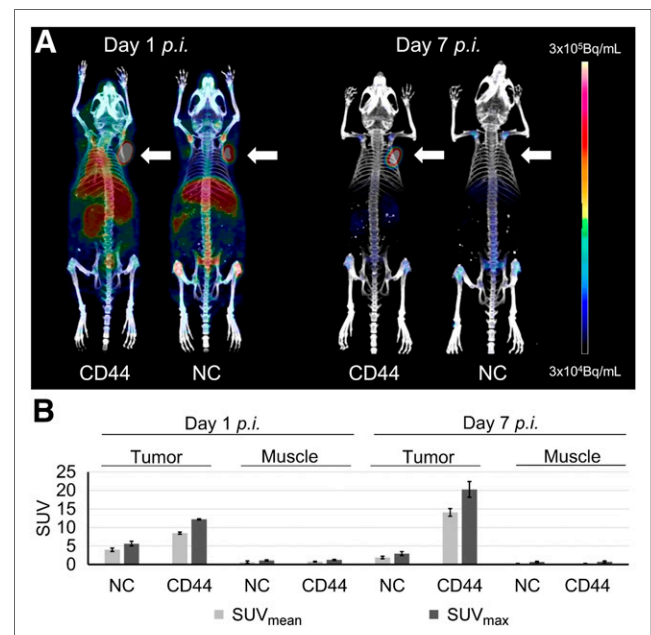 A
Day 1 p.i.
Day 7 p.i.
3x10⁵Bq/mL
CD44
NC
CD44
NC
3x10⁴Bq/mL
B
Day 1 p.i.
Day 7 p.i.
Tumor
Muscle
Tumor
Muscle
SUV
25
20
15
10
5
0
NC
CD44
NC
CD44
NC
CD44
NC
CD44
SUVmean
SUVmax